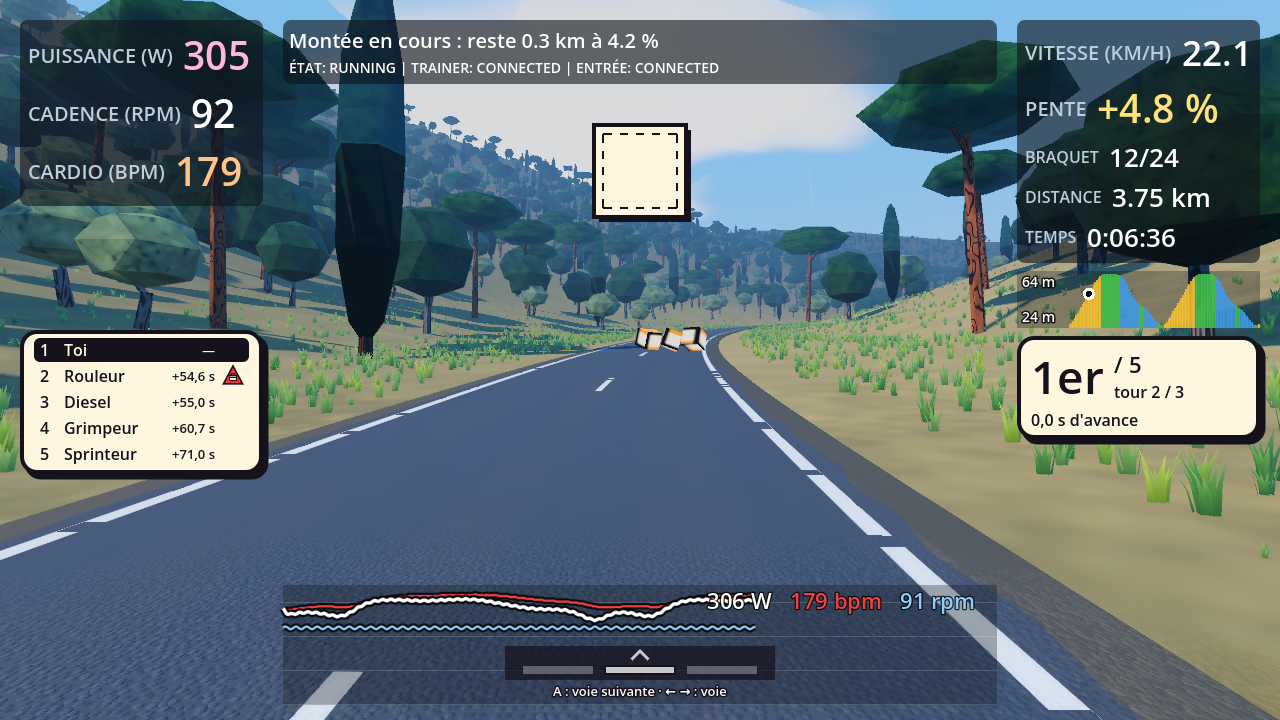 PUISSANCE (W) 305
CADENCE (RPM) 92
CARDIO (BPM) 179
Montée en cours : reste 0.3 km à 4.2 %
ÉTAT: RUNNING | TRAINER: CONNECTED | ENTRÉE: CONNECTED
VITESSE (KM/H) 22.1
PENTE +4.8 %
BRAQUET 12/24
DISTANCE 3.75 km
TEMPS 0:06:36
64 m
24 m
1 Toi —
2 Rouleur +54,6 s
3 Diesel +55,0 s
4 Grimpeur +60,7 s
5 Sprinteur +71,0 s
1er / 5
tour 2 / 3
0,0 s d'avance
306 W 179 bpm 91 rpm
A : voie suivante · ← → : voie